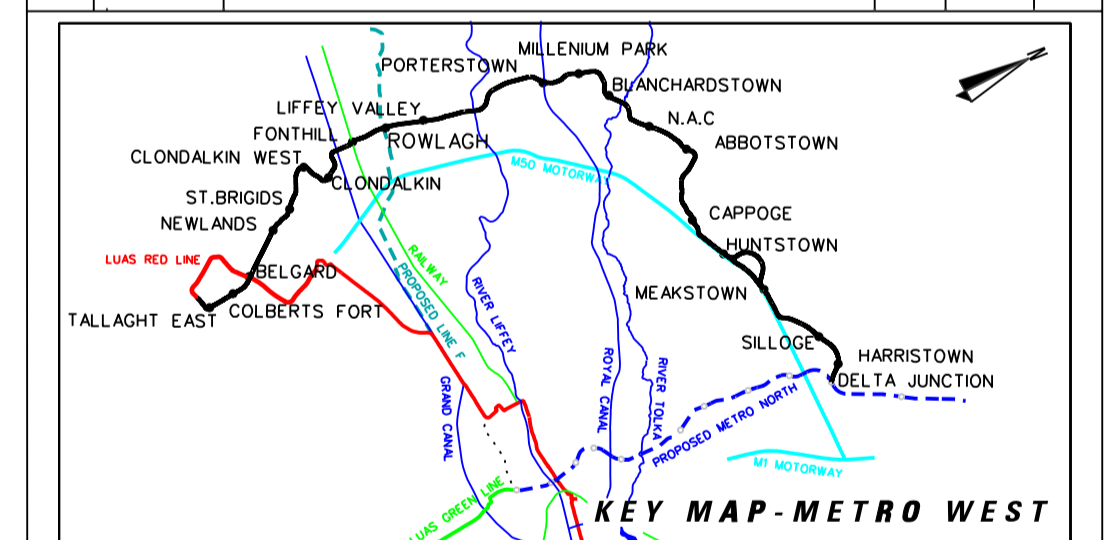 N
MILLENIUM PARK
PORTERSTOWN
BLANCHARDSTOWN
LIFFEY VALLEY
N.A.C
FONTHILL
ROWLAGH
ABBOTSTOWN
CLONDALKIN WEST
M50 MOTORWAY
CLONDALKIN
ST.BRIGIDS
NEWLANDS
CAPPOGE
HUNTSTOWN
LUAS RED LINE
RAILWAY
BELGARD
PROPOSED LINE F
RIVER LIFFEY
MEAKSTOWN
COLBERTS FORT
TALLAGHT EAST
SILLOGE
HARRISTOWN
DELTA JUNCTION
ROYAL CANAL
RIVER TOLKA
GRAND CANAL
PROPOSED METRO NORTH
M1 MOTORWAY
LUAS GREEN LINE
KEY MAP-METRO WEST